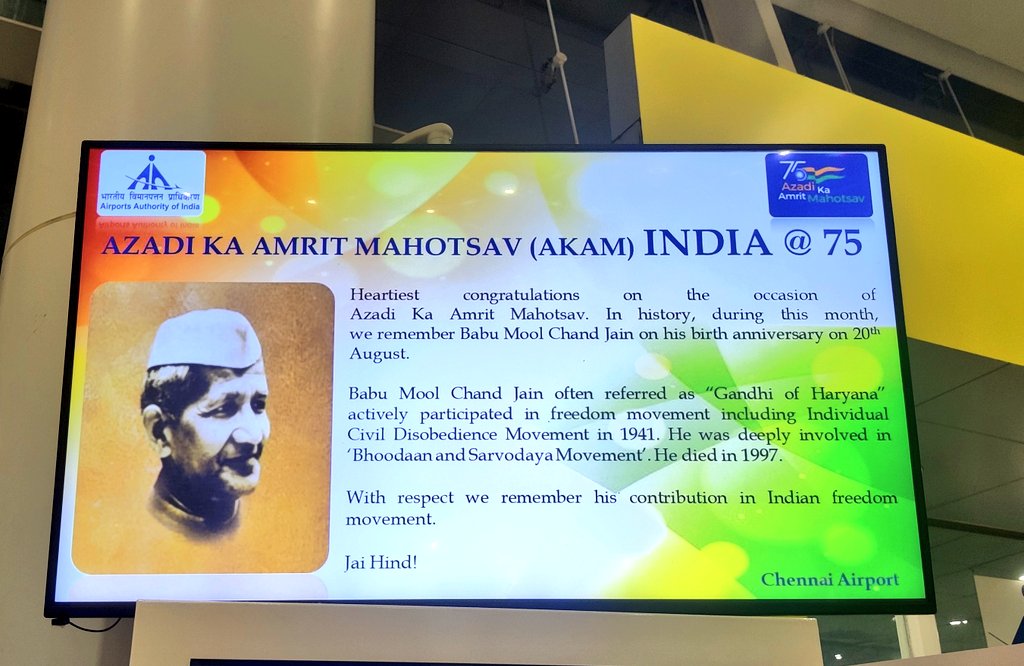 भारतीय विमानपत्तन प्राधिकरण
Airports Authority of India
75
Azadi Ka
Amrit Mahotsav
AZADI KA AMRIT MAHOTSAV (AKAM) INDIA @ 75
Heartiest congratulations on the occasion of
Azadi Ka Amrit Mahotsav. In history, during this month,
we remember Babu Mool Chand Jain on his birth anniversary on 20th
August.
Babu Mool Chand Jain often referred as “Gandhi of Haryana”
actively participated in freedom movement including Individual
Civil Disobedience Movement in 1941. He was deeply involved in
‘Bhoodaan and Sarvodaya Movement’. He died in 1997.
With respect we remember his contribution in Indian freedom
movement.
Jai Hind!
Chennai Airport